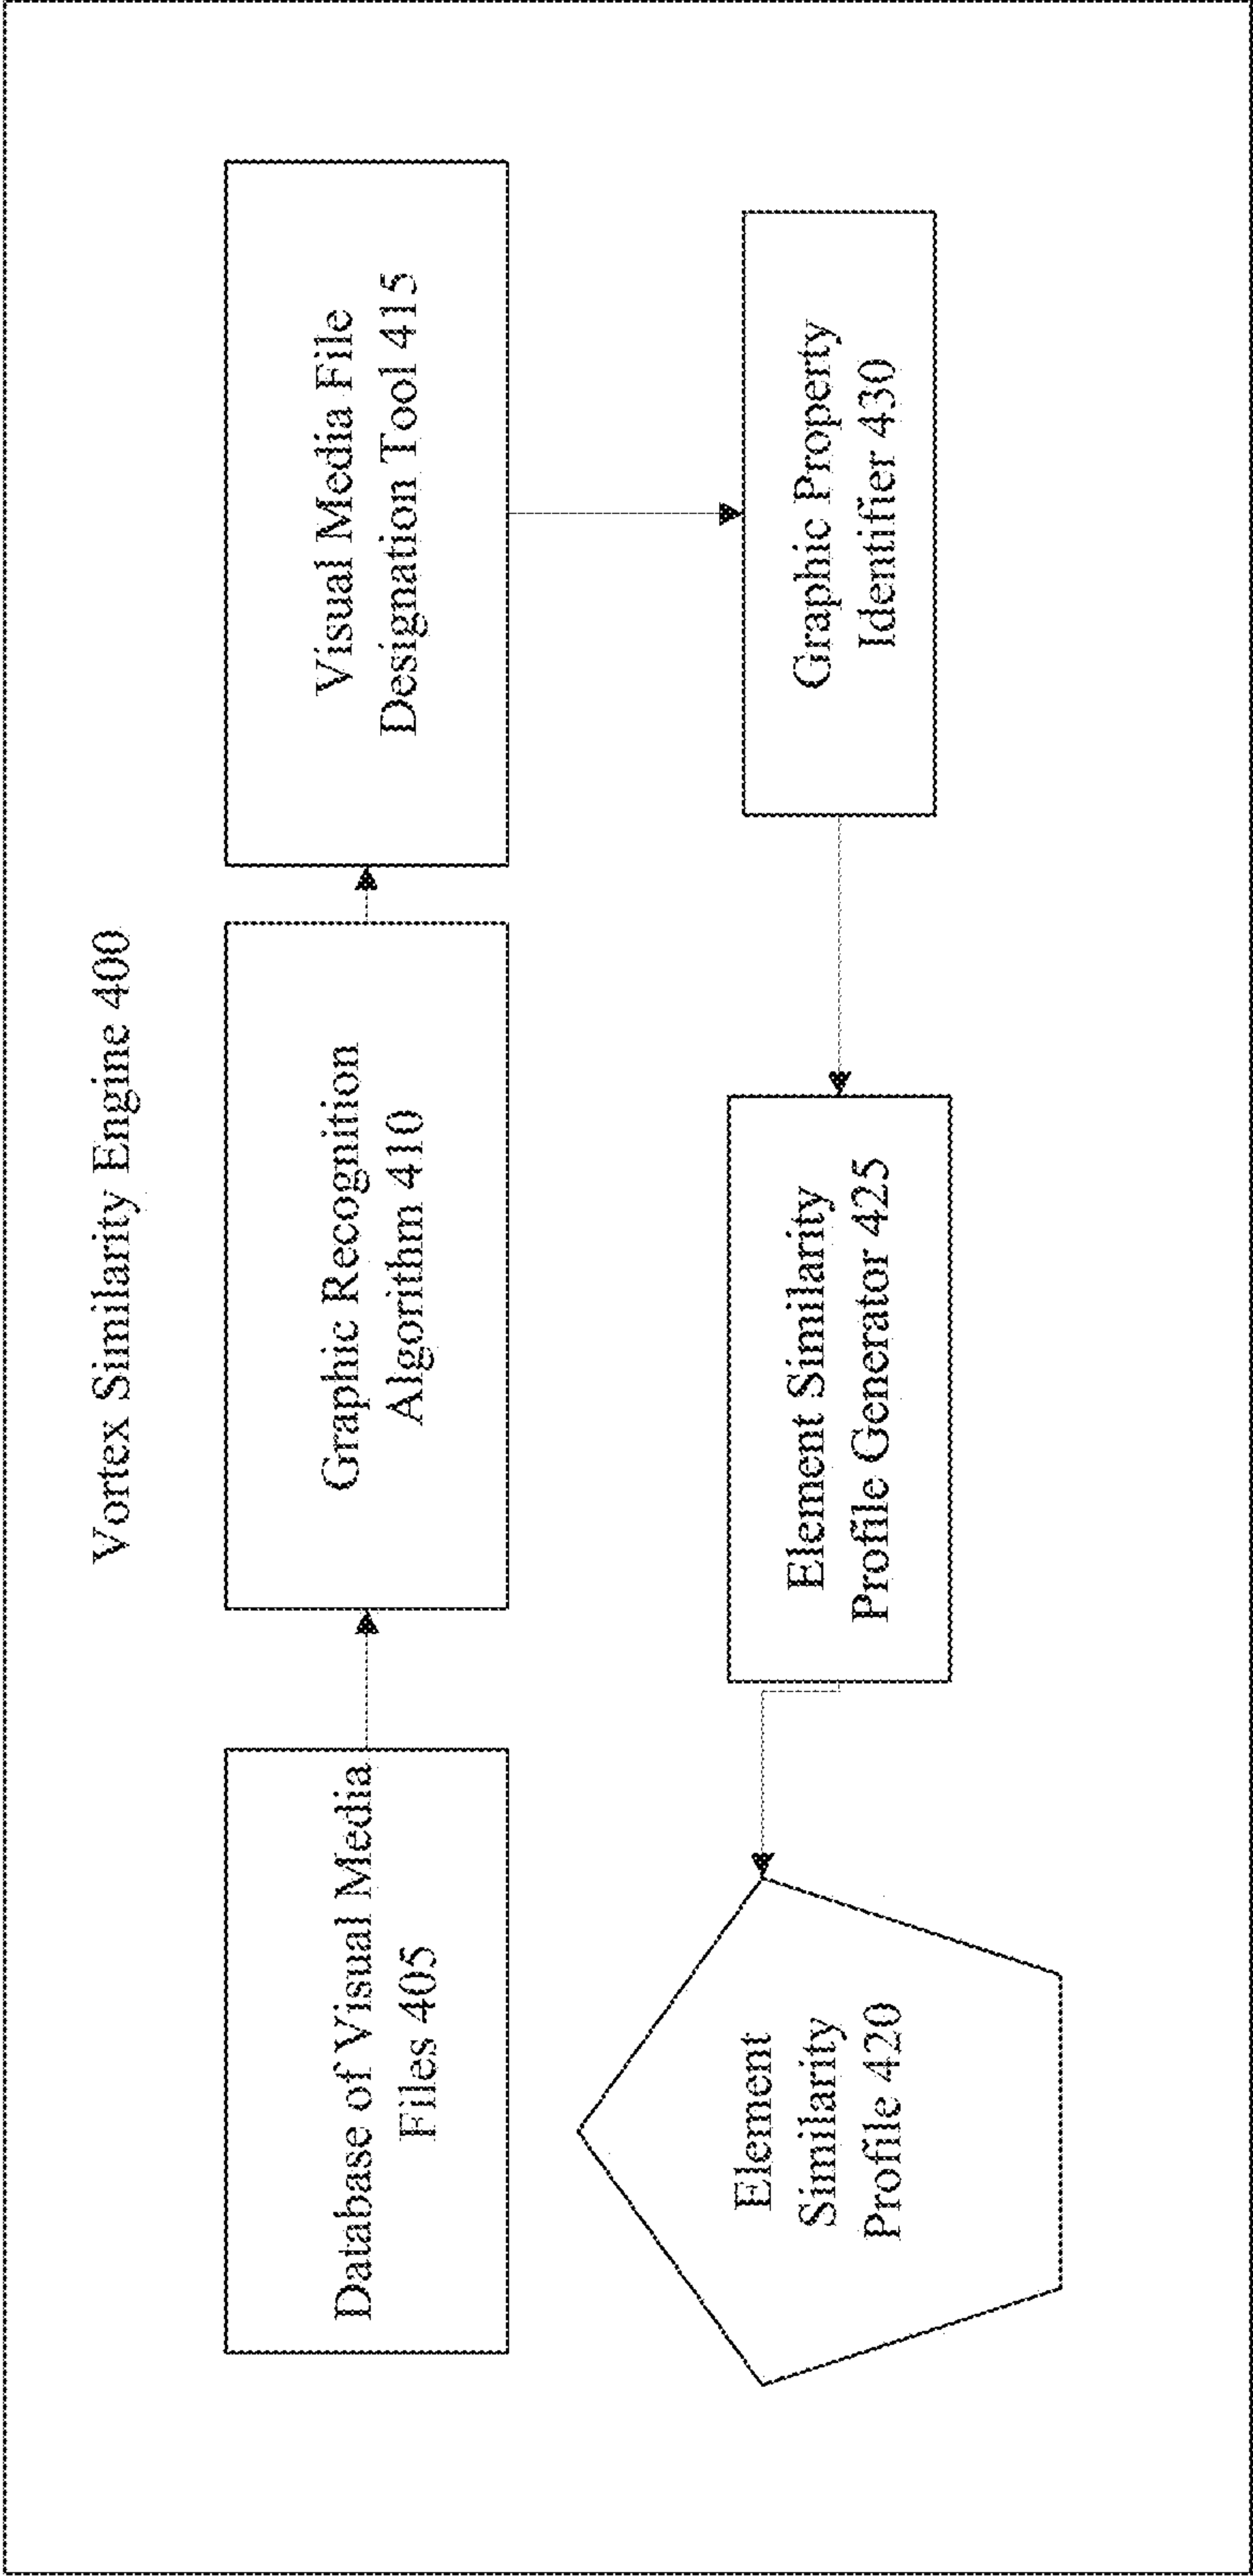 Vortex Similarity Engine 400
Database of Visual Media
Files 405
Graphic Recognition
Algorithm 410
Visual Media File
Designation Tool 415
Element
Similarity
Profile 420
Element Similarity
Profile Generator 425
Graphic Property
Identifier 430